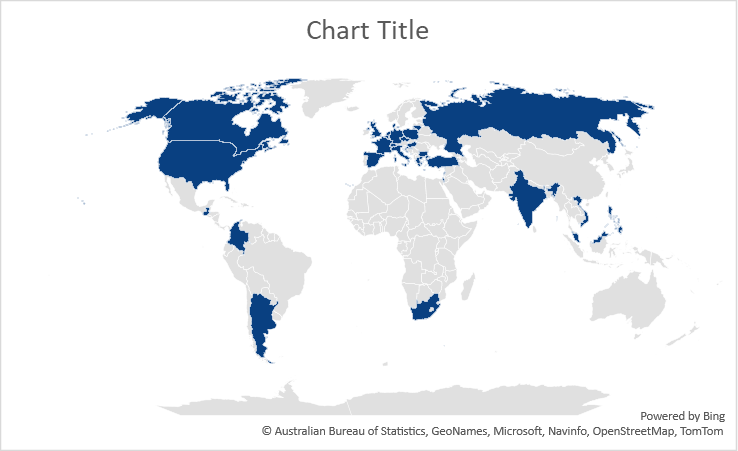 Chart Title
Powered by Bing
© Australian Bureau of Statistics, GeoNames, Microsoft, Navinfo, OpenStreetMap, TomTom